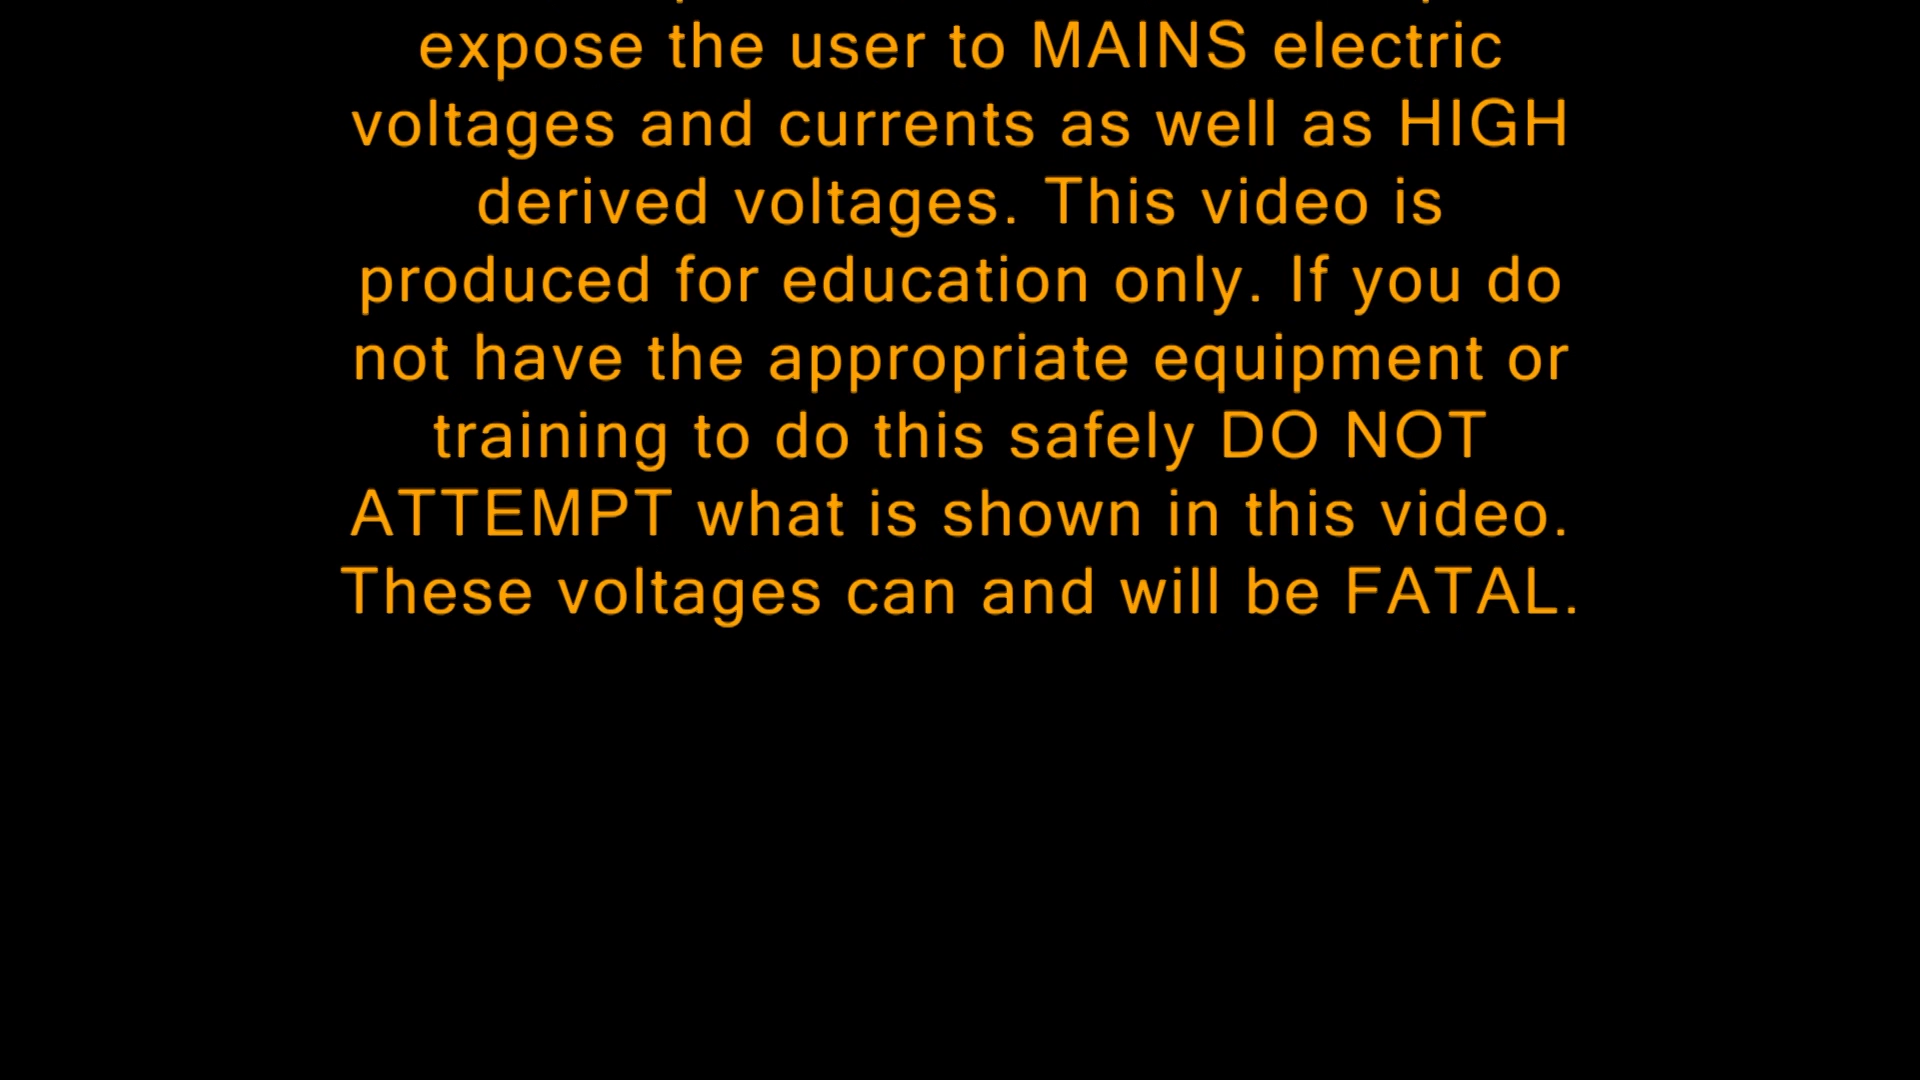 expose the user to MAINS electric
voltages and currents as well as HIGH
derived voltages. This video is
produced for education only. If you do
not have the appropriate equipment or
training to do this safely DO NOT
ATTEMPT what is shown in this video.
These voltages can and will be FATAL.